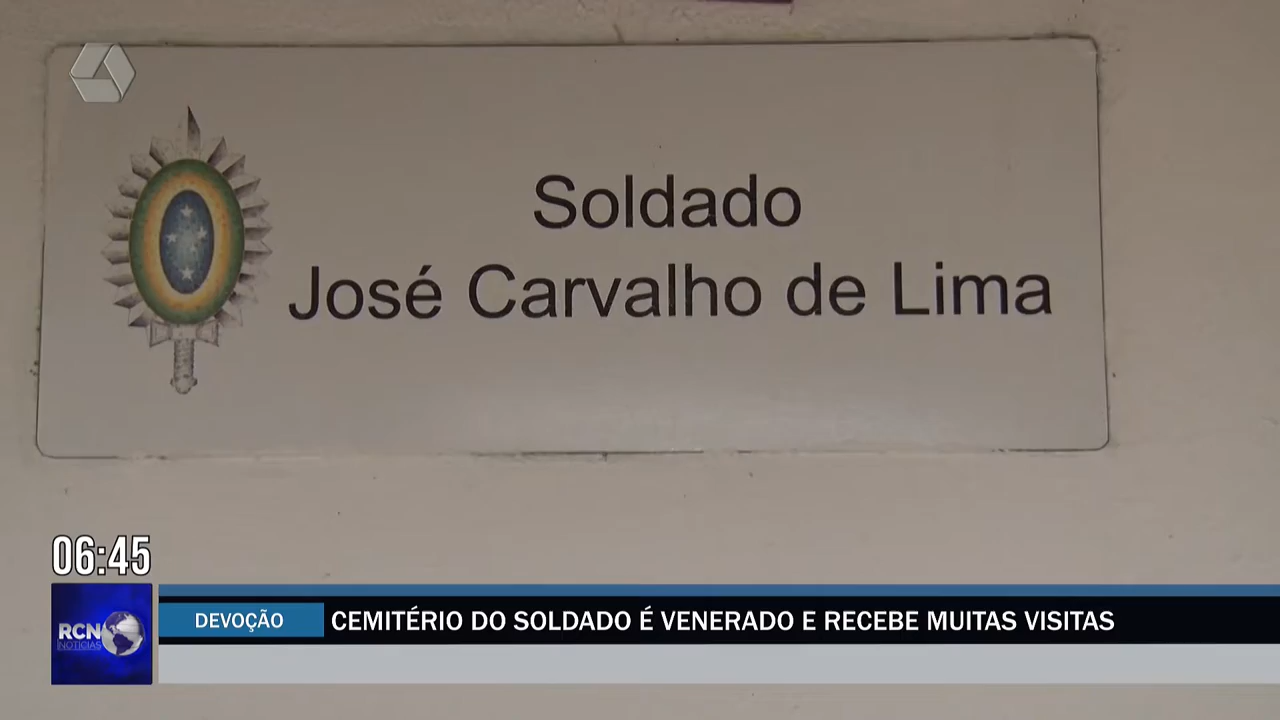 Soldado
José Carvalho de Lima
06:45
RCN
NOTÍCIAS
DEVOÇÃO
CEMITÉRIO DO SOLDADO É VENERADO E RECEBE MUITAS VISITAS